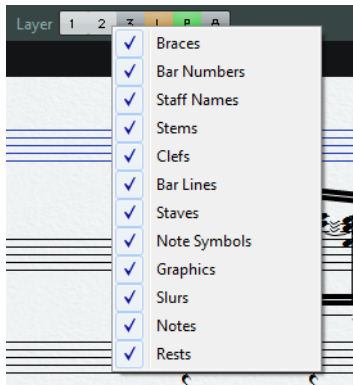 Layer 1 2 3 L P A
Braces
Bar Numbers
Staff Names
Stems
Clefs
Bar Lines
Staves
Note Symbols
Graphics
Slurs
Notes
Rests